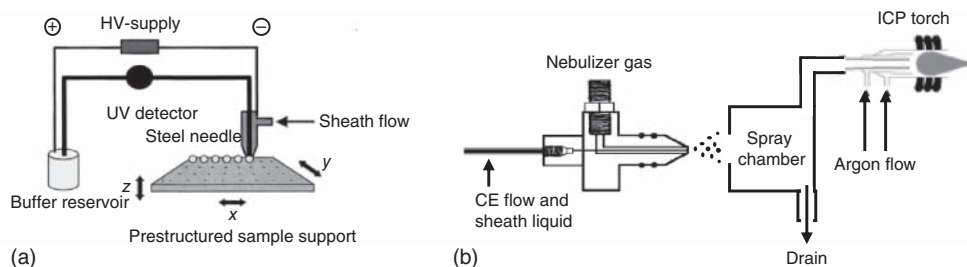 ⊕ HV-supply ⊖
UV detector
Steel needle
Sheath flow
Buffer reservoir
z
y
x
Prestructured sample support
(a)
Nebulizer gas
CE flow and
sheath liquid
Spray
chamber
Drain
ICP torch
Argon flow
(b)